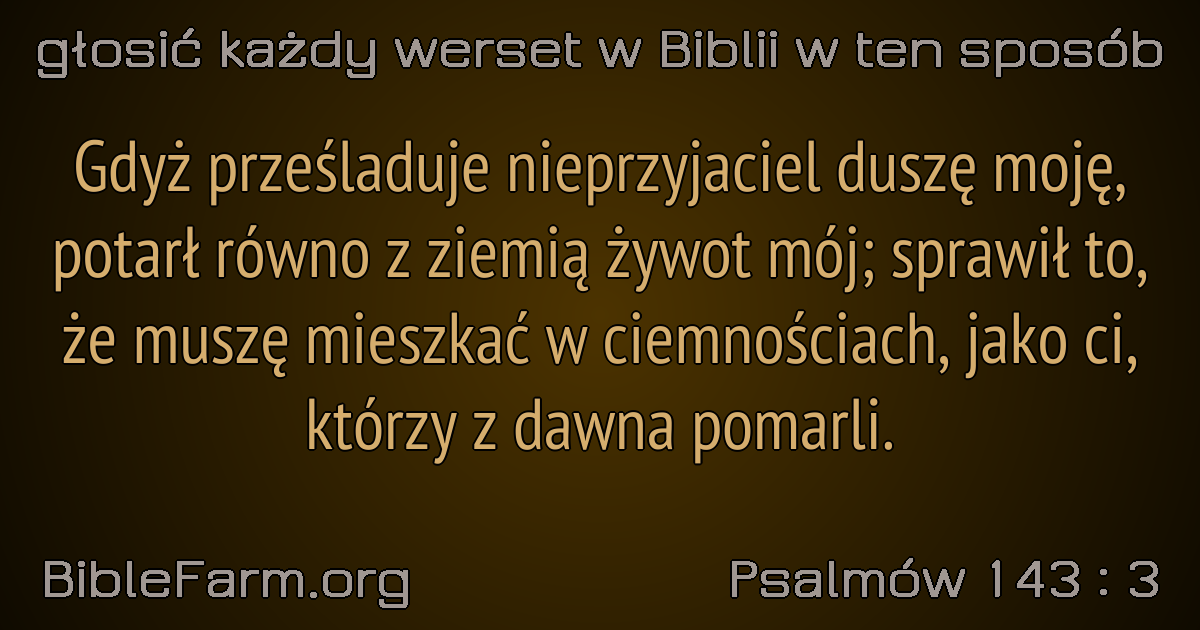 głosić każdy werset w Biblii w ten sposób
Gdyż prześladuje nieprzyjaciel duszę moję,
potarł równo z ziemią żywot mój; sprawił to,
że muszę mieszkać w ciemnościach, jako ci,
którzy z dawna pomarli.
BibleFarm.org
Psalmów 143 : 3